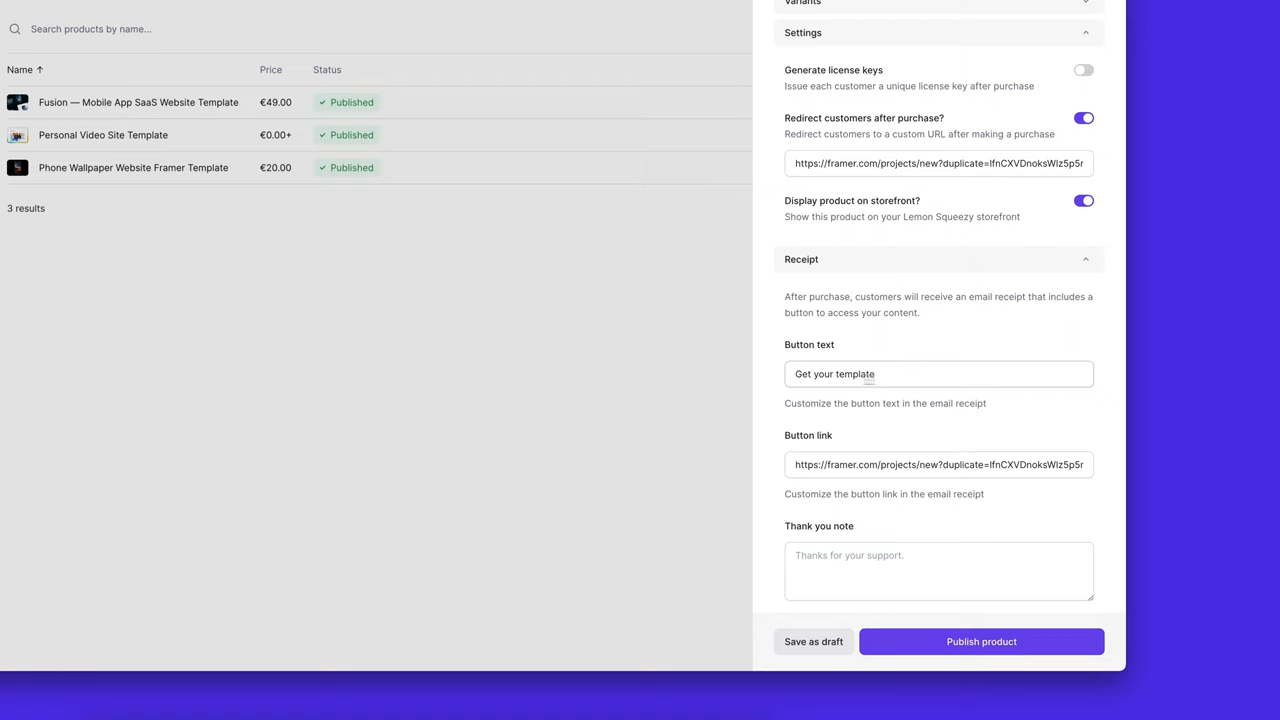 Search products by name...
Name ↑ Price Status
Fusion — Mobile App SaaS Website Template €49.00 ✓ Published
Personal Video Site Template €0.00+ ✓ Published
Phone Wallpaper Website Framer Template €20.00 ✓ Published
3 results
Variants
Settings
Generate license keys
Issue each customer a unique license key after purchase
Redirect customers after purchase?
Redirect customers to a custom URL after making a purchase
https://framer.com/projects/new?duplicate=IfnCXVDnoksWlz5p5r
Display product on storefront?
Show this product on your Lemon Squeezy storefront
Receipt
After purchase, customers will receive an email receipt that includes a
button to access your content.
Button text
Get your template
Customize the button text in the email receipt
Button link
https://framer.com/projects/new?duplicate=IfnCXVDnoksWlz5p5r
Customize the button link in the email receipt
Thank you note
Thanks for your support.
Save as draft
Publish product